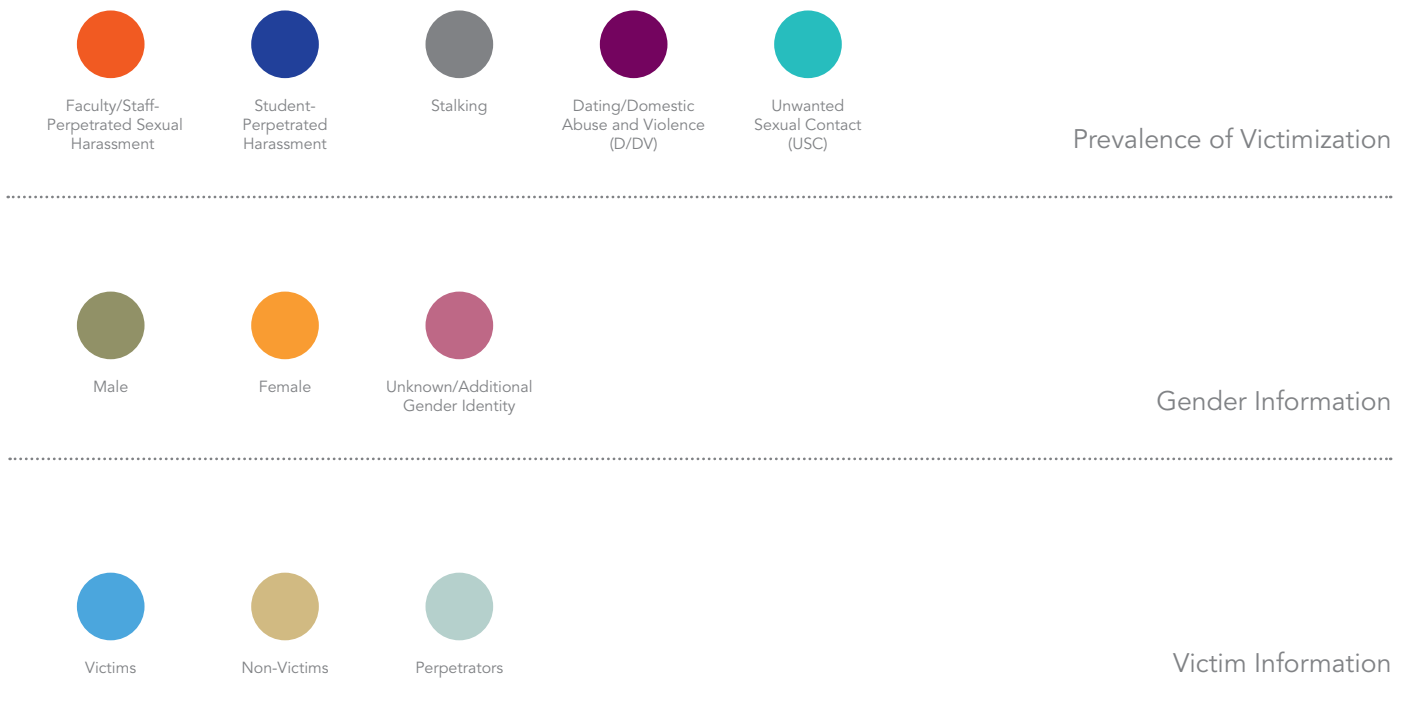 Faculty/Staff-
Perpetrated Sexual
Harassment
Student-
Perpetrated
Harassment
Stalking
Dating/Domestic
Abuse and Violence
(D/DV)
Unwanted
Sexual Contact
(USC)
Prevalence of Victimization
Male
Female
Unknown/Additional
Gender Identity
Gender Information
Victims
Non-Victims
Perpetrators
Victim Information